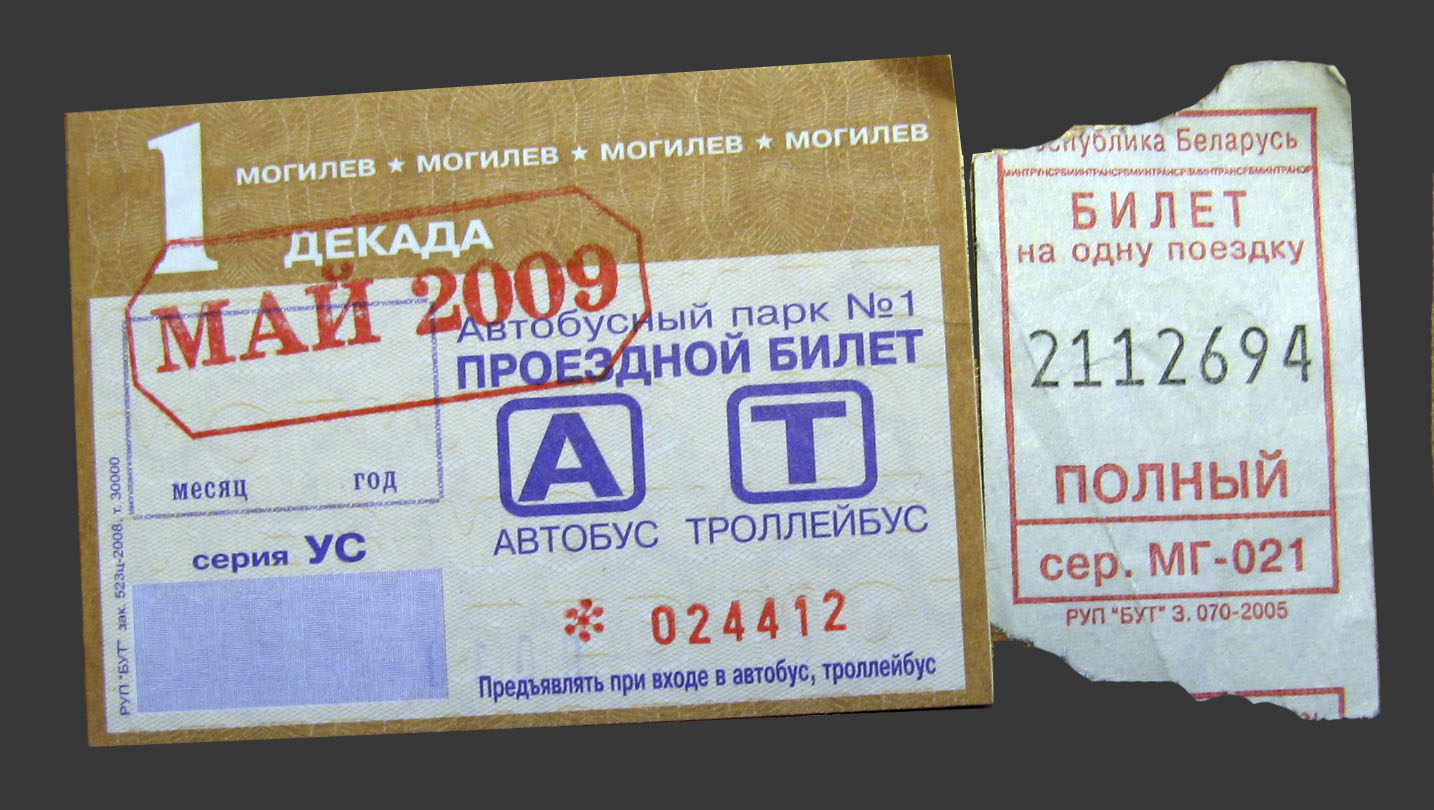 1
МОГИЛЕВ ★ МОГИЛЕВ ★ МОГИЛЕВ ★ МОГИЛЕВ
ДЕКАДА
МАЙ 2009
Автобусный парк №1
ПРОЕЗДНОЙ БИЛЕТ
А Т
АВТОБУС ТРОЛЛЕЙБУС
месяц год
серия УС
024412
Предъявлять при входе в автобус, троллейбус
РУП "БУТ" зак. 523ц-2008. т. 30000
Беларусь
БИЛЕТ
на одну поездку
2112694
ПОЛНЫЙ
сер. МГ-021
РУП "БУТ" З. 070-2005